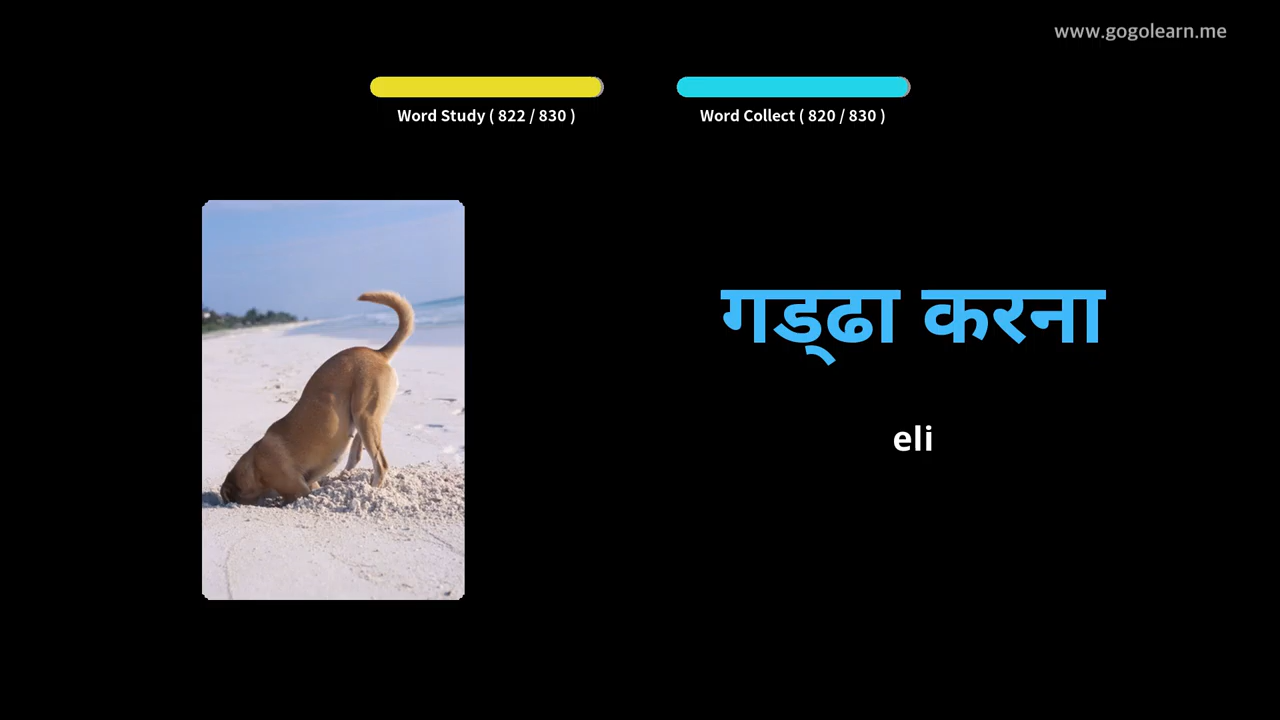 www.gogolearn.me
Word Study ( 822 / 830 )
Word Collect ( 820 / 830 )
गड्‌ढा करना
eli